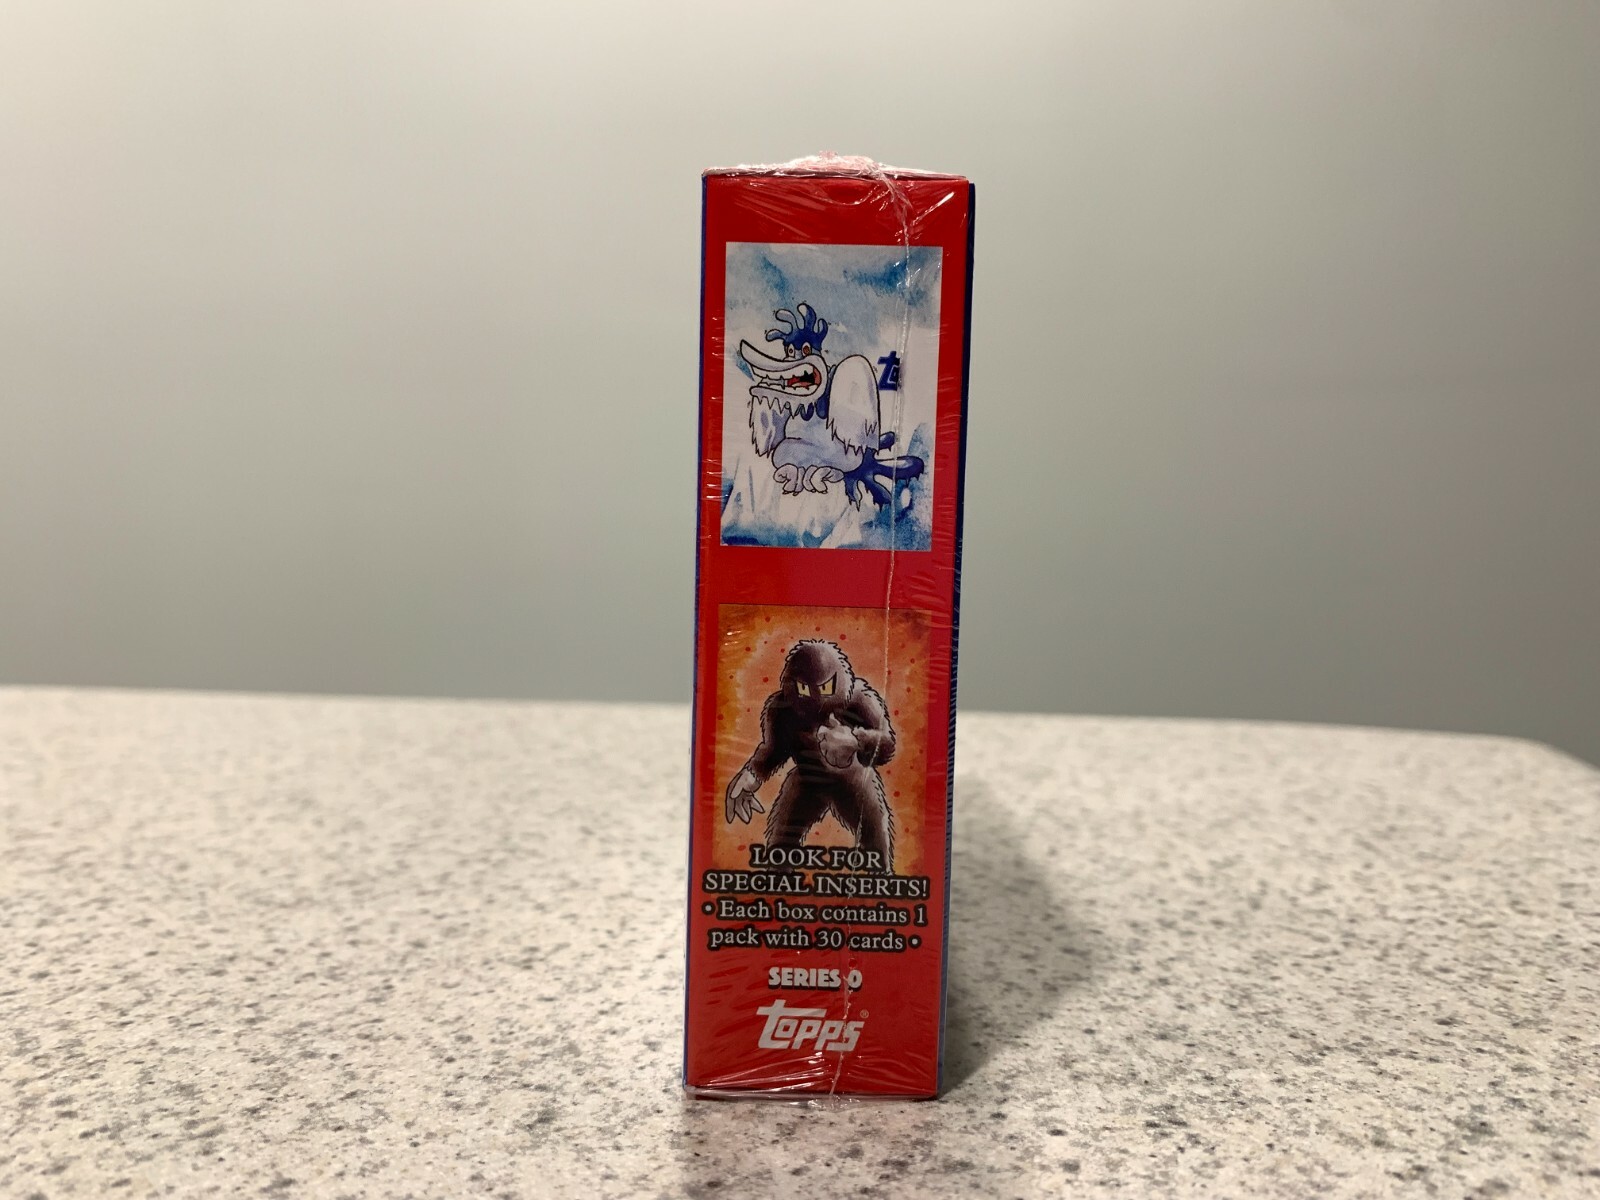 t
LOOK FOR
SPECIAL INSERTS!
• Each box contains 1
pack with 30 cards •
SERIES 0
topps®